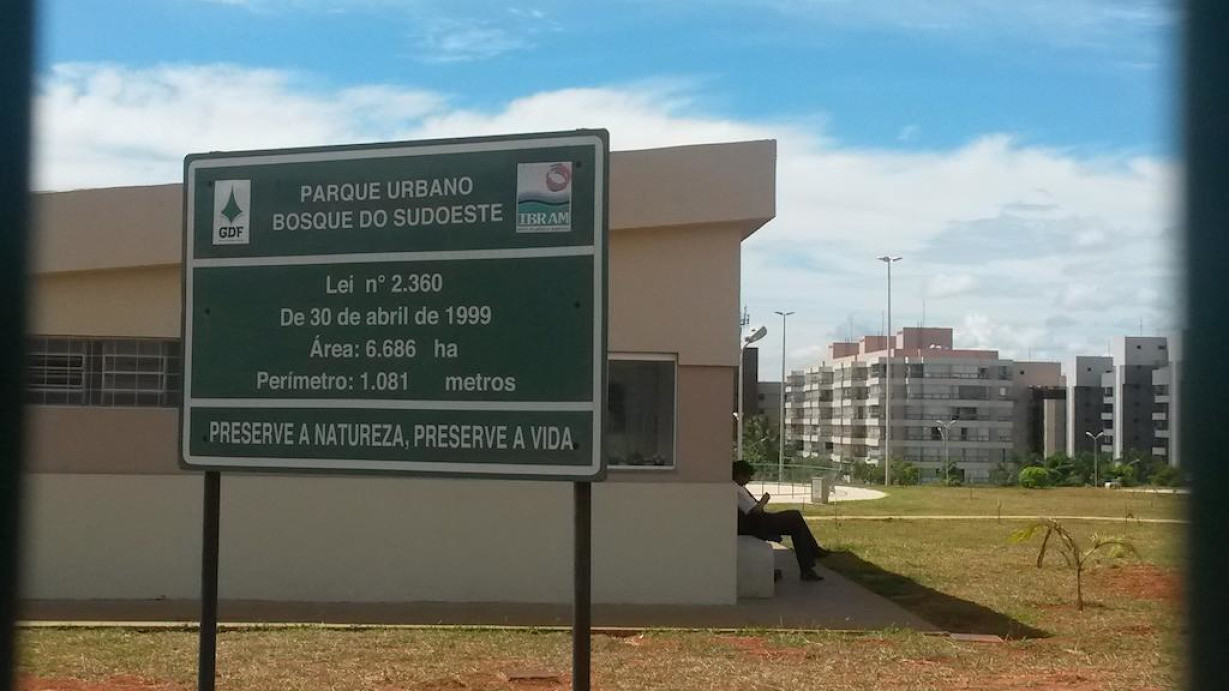 PARQUE URBANO
BOSQUE DO SUDOESTE
GDF
IBRAM
Lei n° 2.360
De 30 de abril de 1999
Área: 6.686 ha
Perímetro: 1.081 metros
PRESERVE A NATUREZA, PRESERVE A VIDA